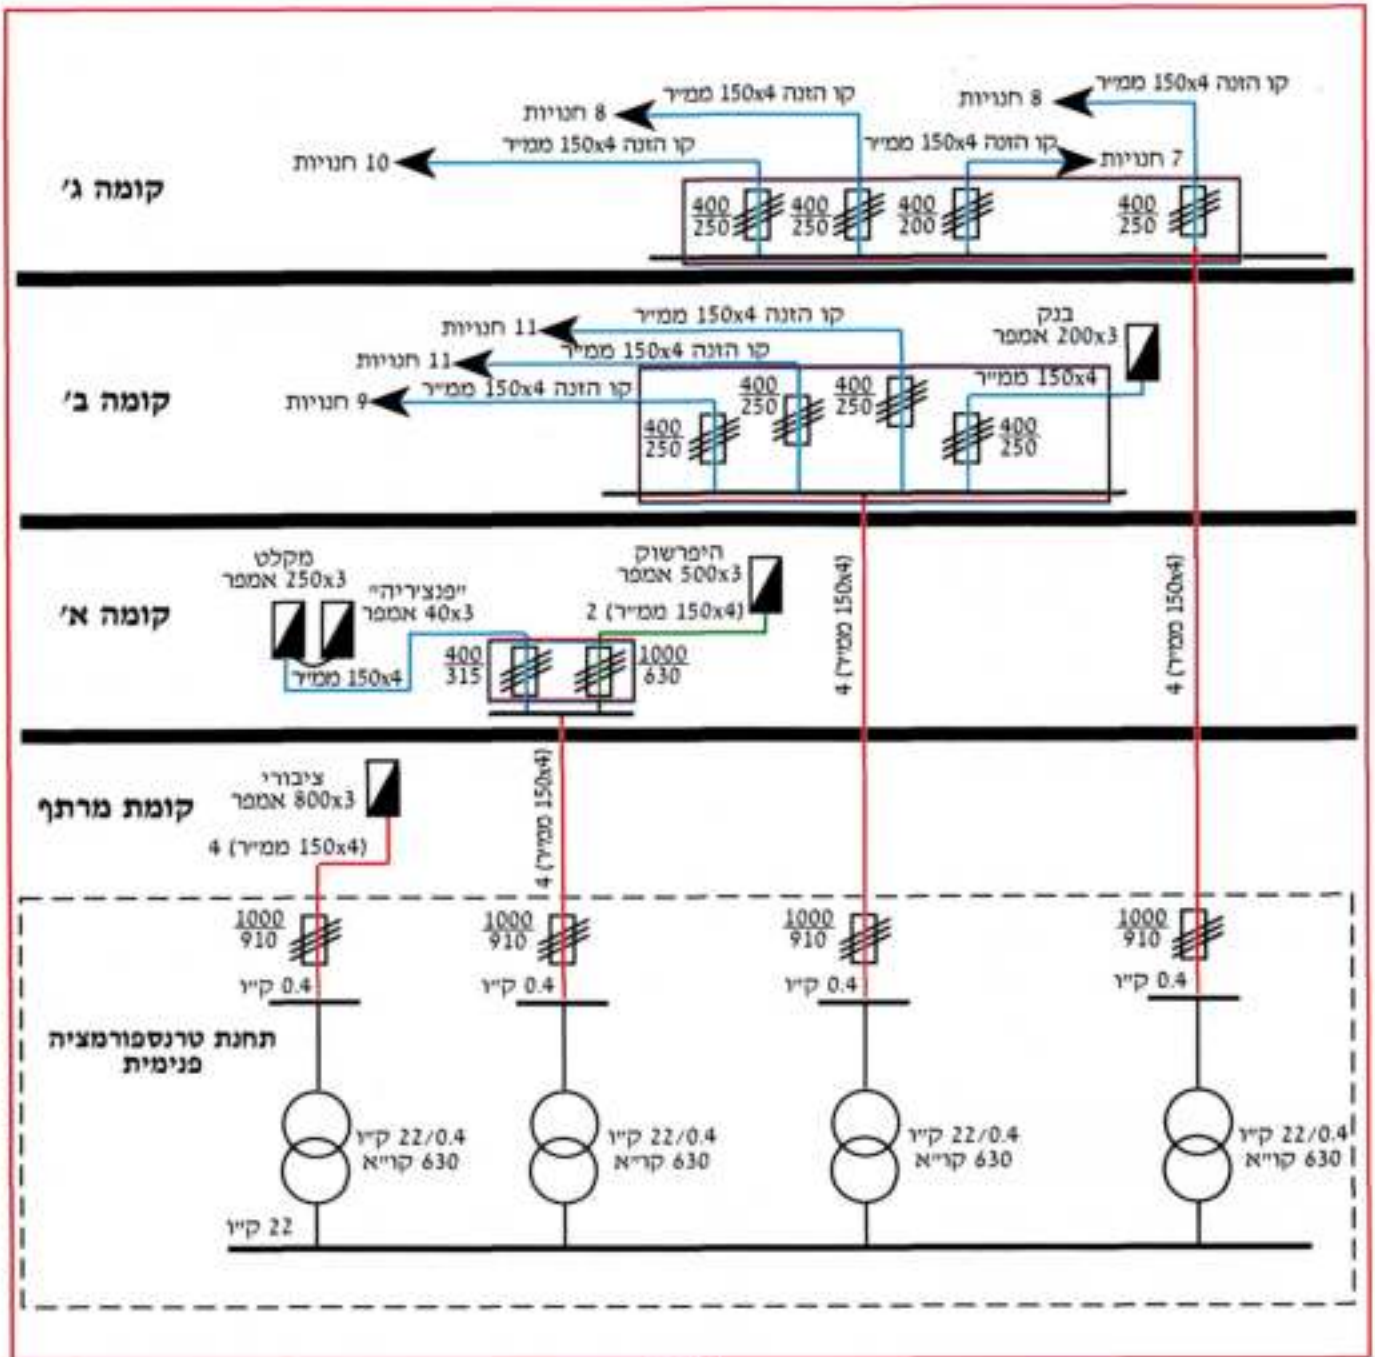 קומה ג'
8 חנויות
קו הזנה 150x4 ממ״ר
8 חנויות
קו הזנה 150x4 ממ״ר
10 חנויות
קו הזנה 150x4 ממ״ר
קו הזנה 150x4 ממ״ר
7 חנויות
400
250
400
250
400
200
400
250
קומה ב'
11 חנויות
קו הזנה 150x4 ממ״ר
11 חנויות
קו הזנה 150x4 ממ״ר
9 חנויות
קו הזנה 150x4 ממ״ר
בנק
200x3 אמפר
150x4 ממ״ר
400
250
400
250
400
250
400
250
קומה א'
מקלט
250x3 אמפר
״פנציריה״
40x3 אמפר
150x4 ממ״ר
היפרשוק
500x3 אמפר
2 (150x4 ממ״ר)
400
315
1000
630
4 (150x4 ממ״ר)
4 (150x4 ממ״ר)
קומת מרתף
ציבורי
800x3 אמפר
4 (150x4 ממ״ר)
4 (150x4 ממ״ר)
1000
910
1000
910
1000
910
1000
910
0.4 ק״ו
0.4 ק״ו
0.4 ק״ו
0.4 ק״ו
תחנת טרנספורמציה
פנימית
22/0.4 ק״ו
630 קו״א
22/0.4 ק״ו
630 קו״א
22/0.4 ק״ו
630 קו״א
22/0.4 ק״ו
630 קו״א
22 ק״ו